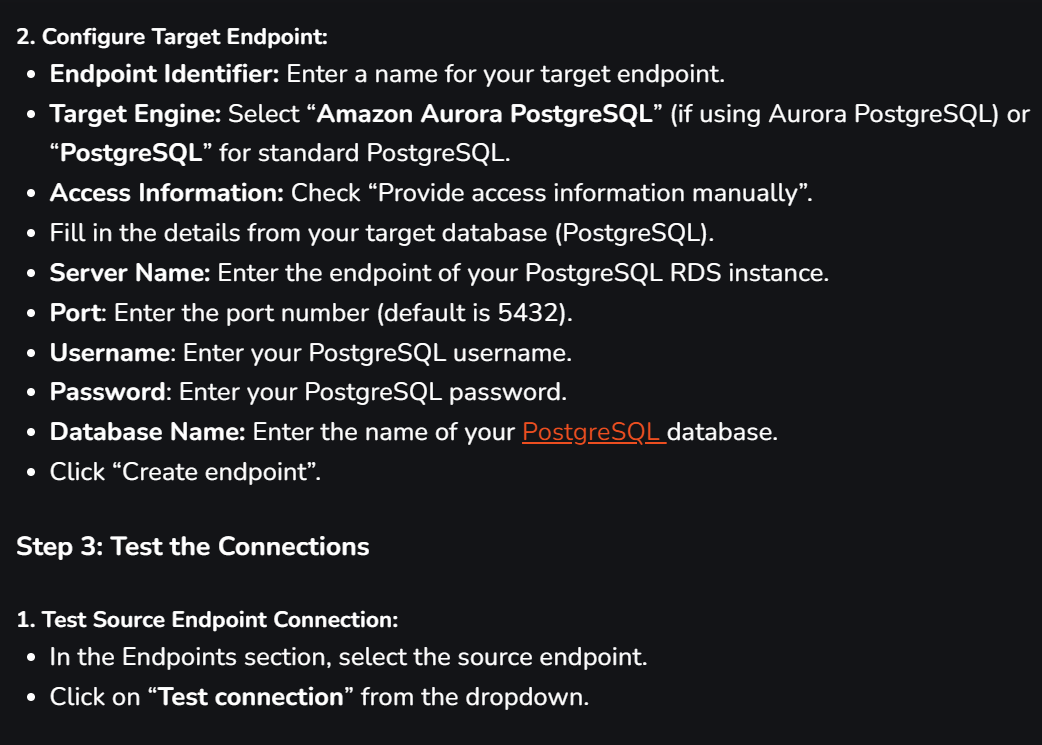 2. Configure Target Endpoint:
• Endpoint Identifier: Enter a name for your target endpoint.
• Target Engine: Select “Amazon Aurora PostgreSQL” (if using Aurora PostgreSQL) or
“PostgreSQL” for standard PostgreSQL.
• Access Information: Check “Provide access information manually”.
• Fill in the details from your target database (PostgreSQL).
• Server Name: Enter the endpoint of your PostgreSQL RDS instance.
• Port: Enter the port number (default is 5432).
• Username: Enter your PostgreSQL username.
• Password: Enter your PostgreSQL password.
• Database Name: Enter the name of your PostgreSQL database.
• Click “Create endpoint”.
Step 3: Test the Connections
1. Test Source Endpoint Connection:
• In the Endpoints section, select the source endpoint.
• Click on “Test connection” from the dropdown.